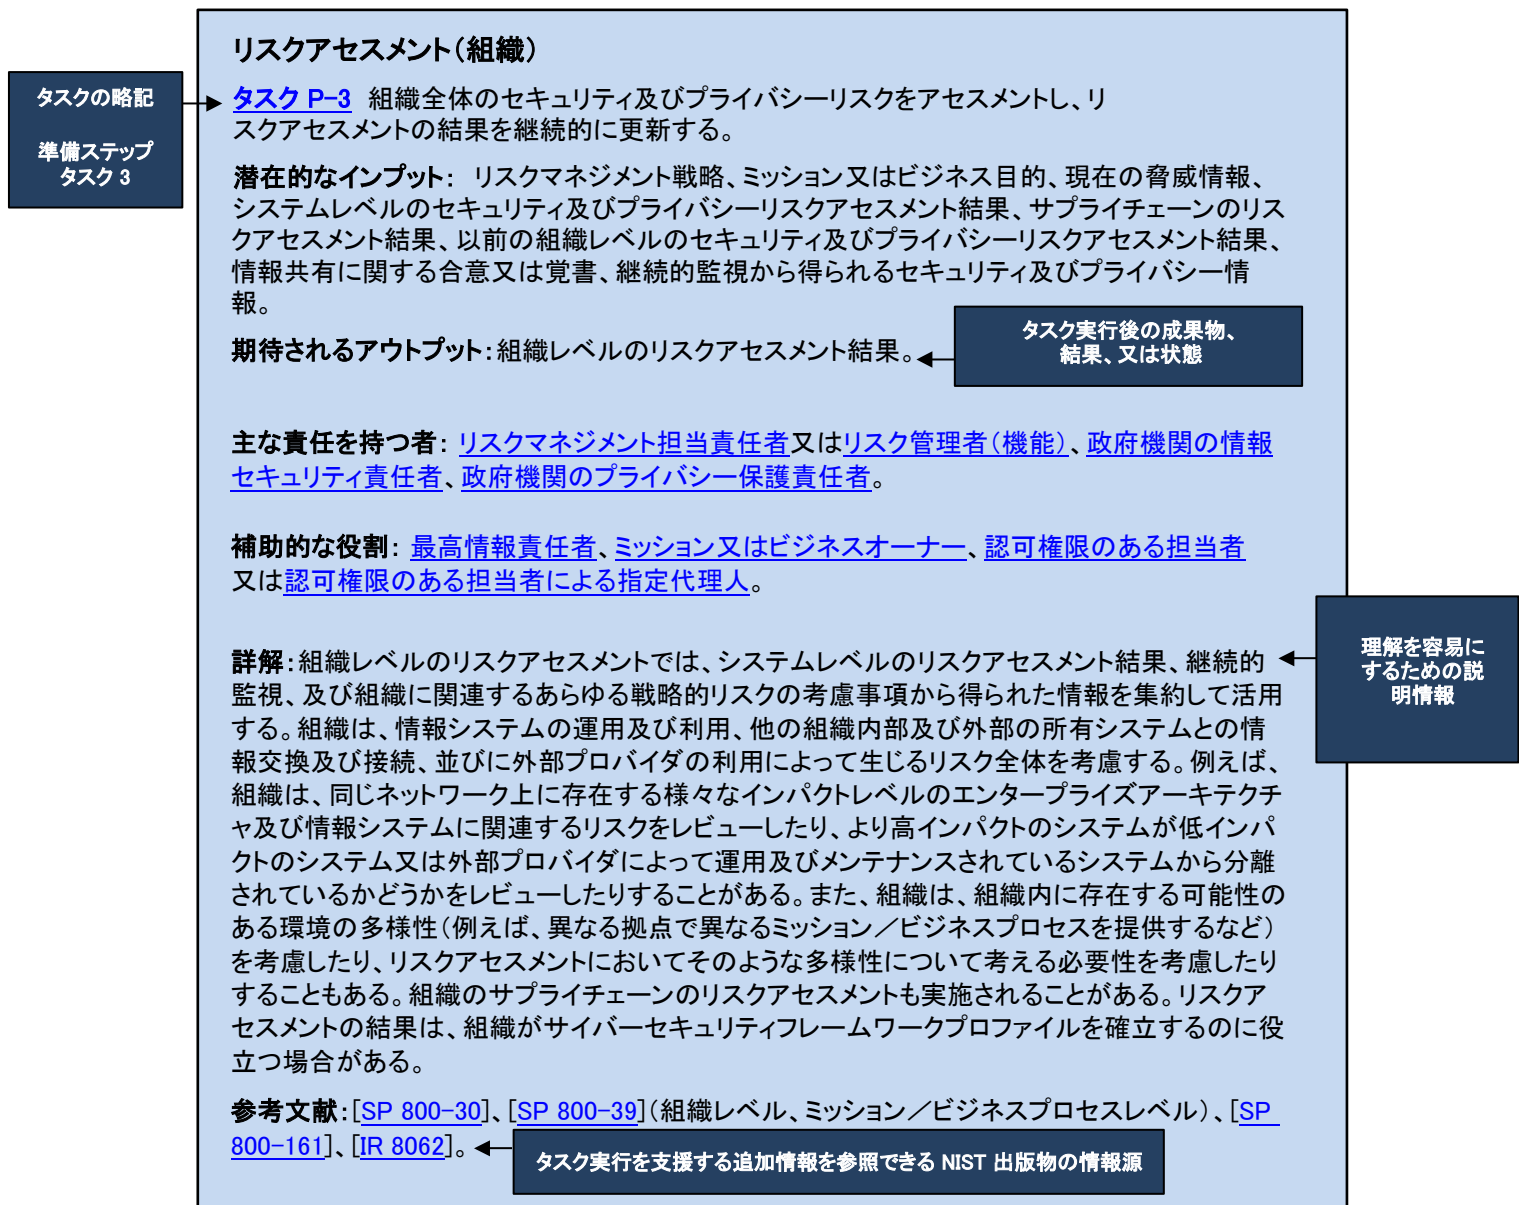 リスクアセスメント（組織）
タスクの略記
準備ステップ
タスク 3
タスク P-3 組織全体のセキュリティ及びプライバシーリスクをアセスメントし、リ
スクアセスメントの結果を継続的に更新する。
潜在的なインプット： リスクマネジメント戦略、ミッション又はビジネス目的、現在の脅威情報、
システムレベルのセキュリティ及びプライバシーリスクアセスメント結果、サプライチェーンのリス
クアセスメント結果、以前の組織レベルのセキュリティ及びプライバシーリスクアセスメント結果、
情報共有に関する合意又は覚書、継続的監視から得られるセキュリティ及びプライバシー情
報。
期待されるアウトプット：組織レベルのリスクアセスメント結果。
タスク実行後の成果物、
結果、又は状態
主な責任を持つ者： リスクマネジメント担当責任者又はリスク管理者（機能）、政府機関の情報
セキュリティ責任者、政府機関のプライバシー保護責任者。
補助的な役割： 最高情報責任者、ミッション又はビジネスオーナー、認可権限のある担当者
又は認可権限のある担当者による指定代理人。
詳解：組織レベルのリスクアセスメントでは、システムレベルのリスクアセスメント結果、継続的
監視、及び組織に関連するあらゆる戦略的リスクの考慮事項から得られた情報を集約して活用
する。組織は、情報システムの運用及び利用、他の組織内部及び外部の所有システムとの情
報交換及び接続、並びに外部プロバイダの利用によって生じるリスク全体を考慮する。例えば、
組織は、同じネットワーク上に存在する様々なインパクトレベルのエンタープライズアーキテクチ
ャ及び情報システムに関連するリスクをレビューしたり、より高インパクトのシステムが低インパ
クトのシステム又は外部プロバイダによって運用及びメンテナンスされているシステムから分離
されているかどうかをレビューしたりすることがある。また、組織は、組織内に存在する可能性の
ある環境の多様性（例えば、異なる拠点で異なるミッション／ビジネスプロセスを提供するなど）
を考慮したり、リスクアセスメントにおいてそのような多様性について考える必要性を考慮したり
することもある。組織のサプライチェーンのリスクアセスメントも実施されることがある。リスクア
セスメントの結果は、組織がサイバーセキュリティフレームワークプロファイルを確立するのに役
立つ場合がある。
理解を容易に
するための説
明情報
参考文献：[SP 800-30]、[SP 800-39]（組織レベル、ミッション／ビジネスプロセスレベル）、[SP
800-161]、[IR 8062]。
タスク実行を支援する追加情報を参照できる NIST 出版物の情報源